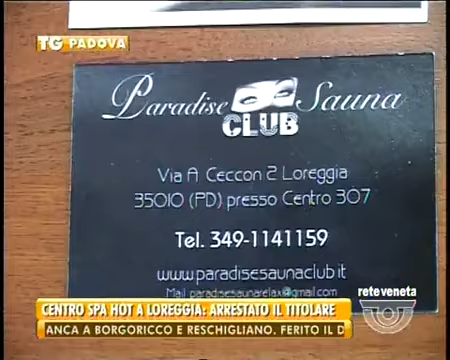 TG PADOVA
Paradise Sauna
CLUB
Via A Ceccon 2 Loreggia
35010 (PD) presso Centro 307
Tel. 349-1141159
www.paradisesaunaclub.it
Mail paradisesaunarelax@gmail.com
reteveneta
CENTRO SPA HOT A LOREGGIA: ARRESTATO IL TITOLARE
ANCA A BORGORICCO E RESCHIGLIANO. FERITO IL D